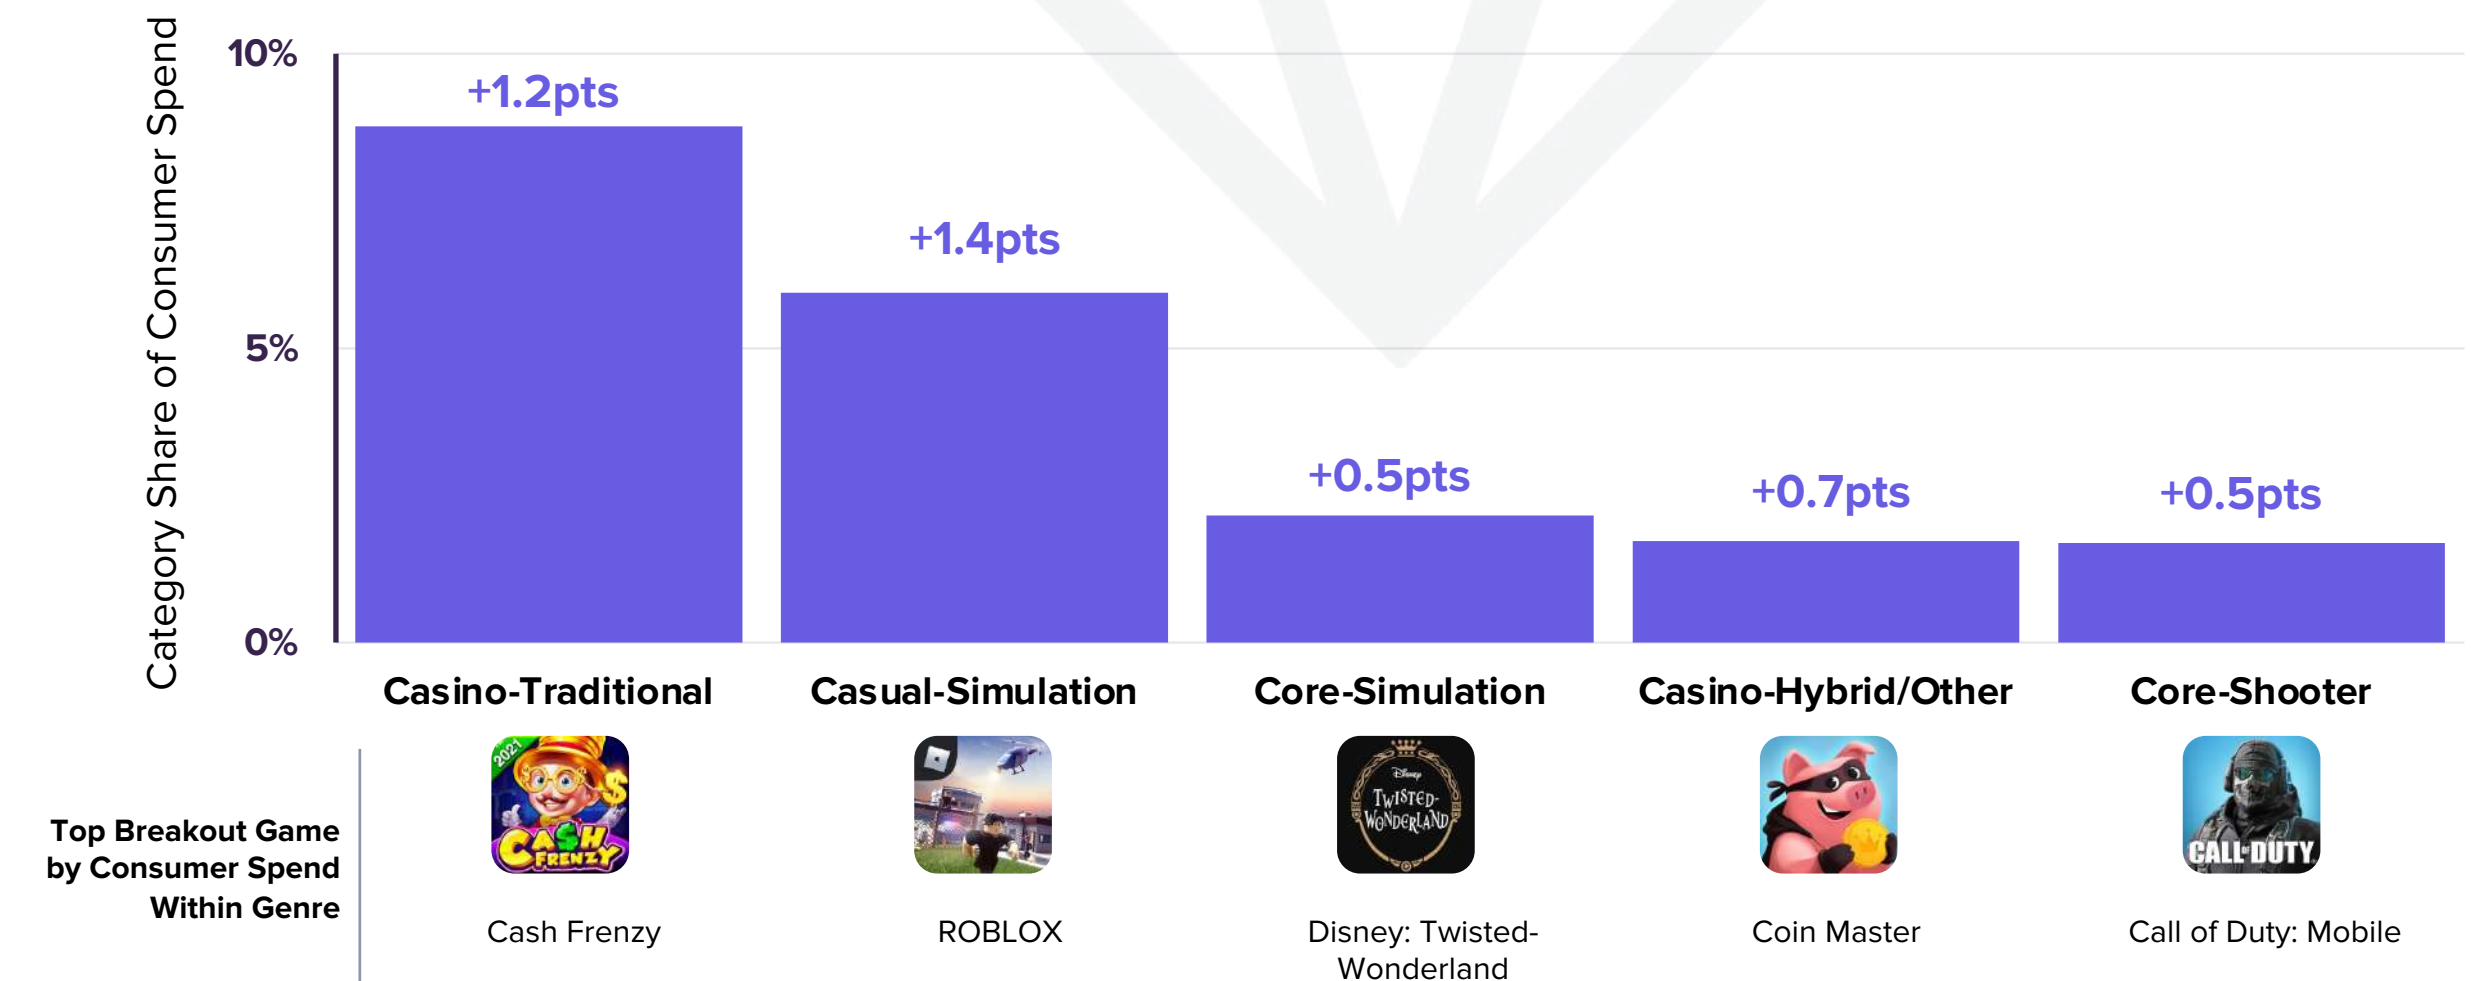 Category Share of Consumer Spend
10%
5%
0%
+1.2pts
+1.4pts
+0.5pts
+0.7pts
+0.5pts
Casino-Traditional
Casual-Simulation
Core-Simulation
Casino-Hybrid/Other
Core-Shooter
Top Breakout Game
by Consumer Spend
Within Genre
2021
CA$H
FRENZY
Disney
TWISTED-
WONDERLAND
CALL OF DUTY
Cash Frenzy
ROBLOX
Disney: Twisted-
Wonderland
Coin Master
Call of Duty: Mobile